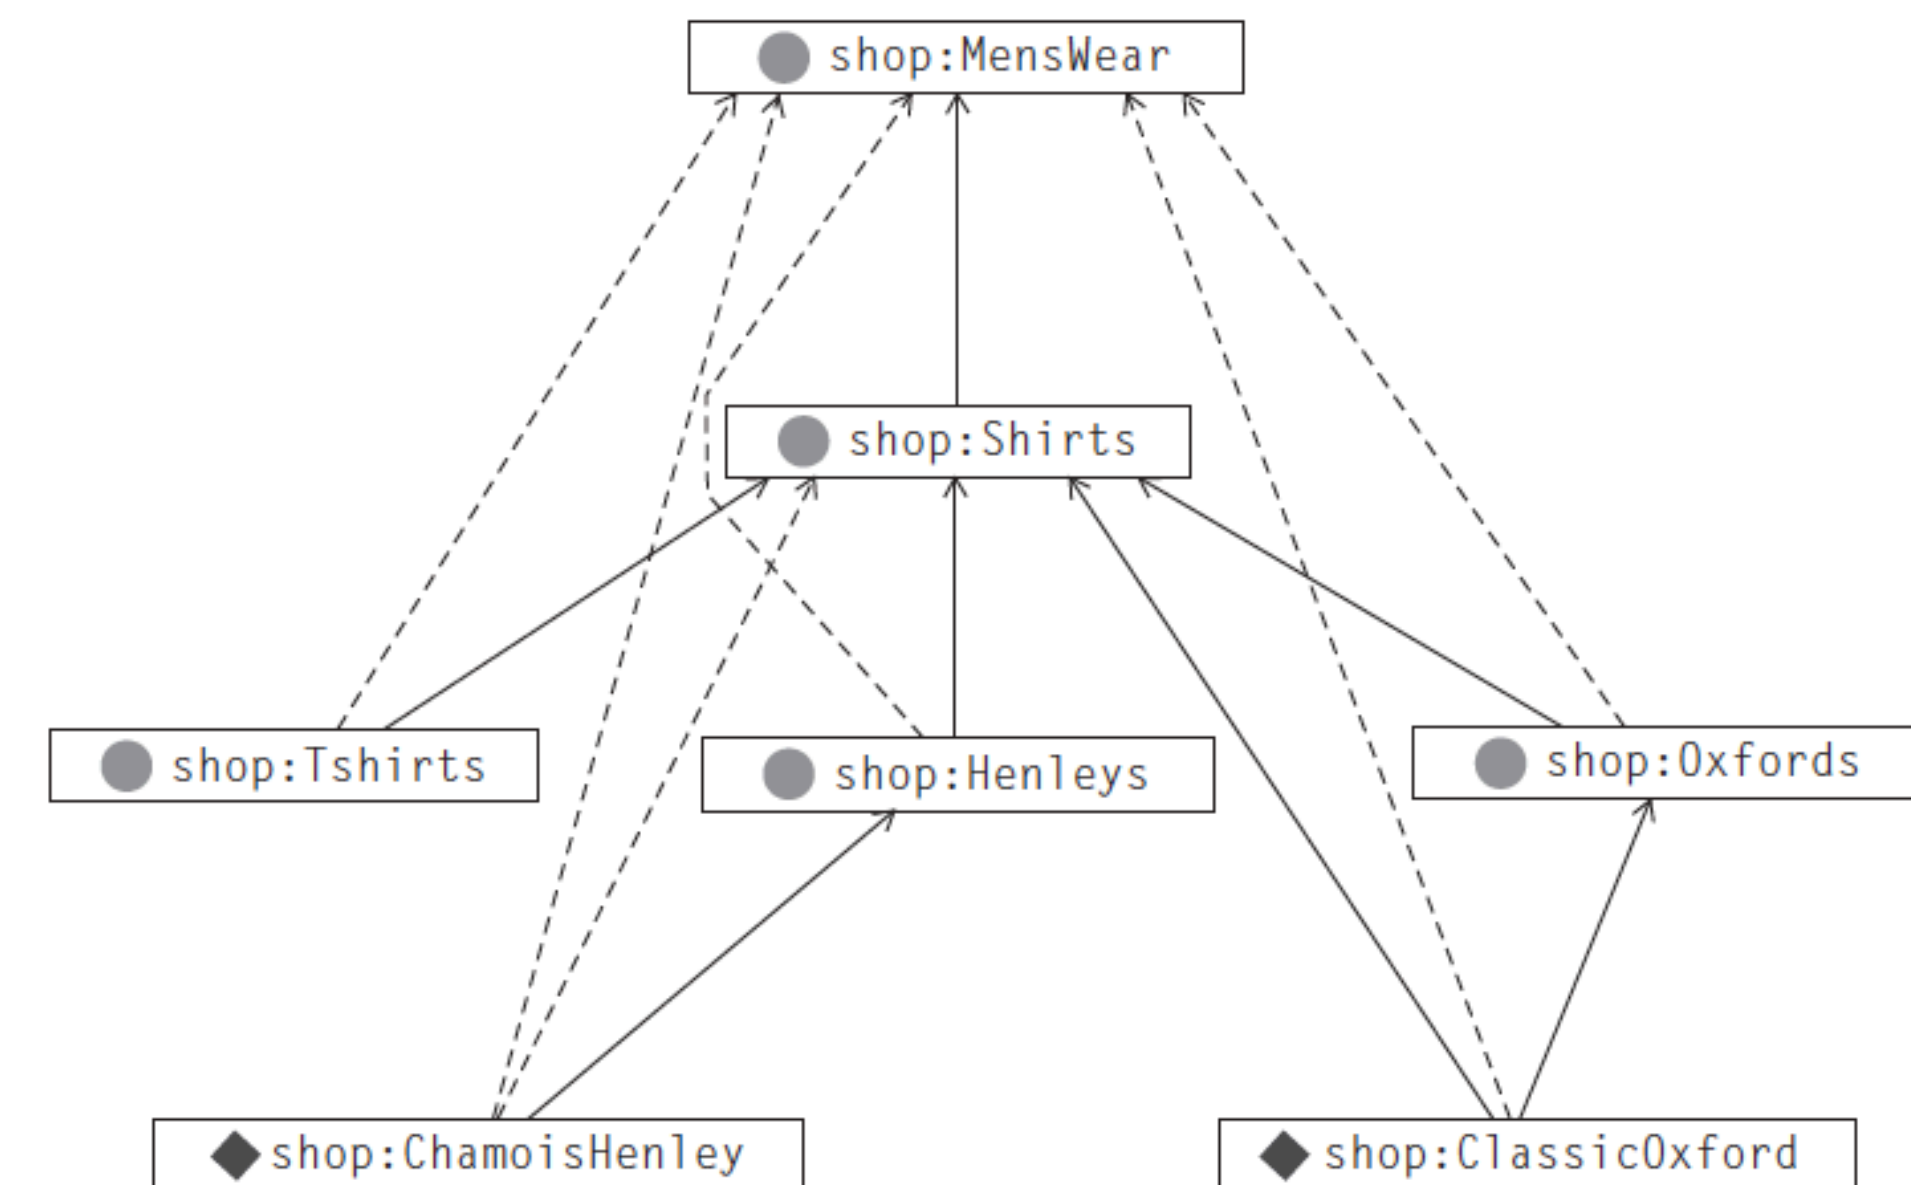 shop:MensWear
shop:Shirts
shop:Tshirts
shop:Henleys
shop:Oxfords
shop:ChamoisHenley
shop:ClassicOxford